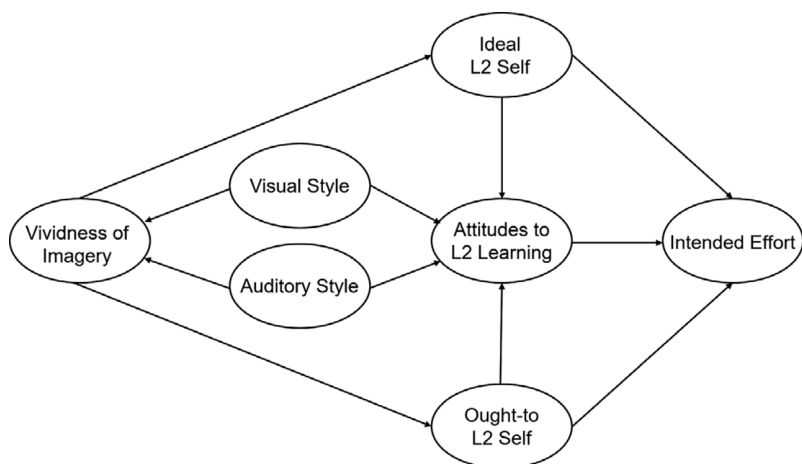 Ideal
L2 Self
Visual Style
Vividness of
Imagery
Attitudes to
L2 Learning
Intended Effort
Auditory Style
Ought-to
L2 Self